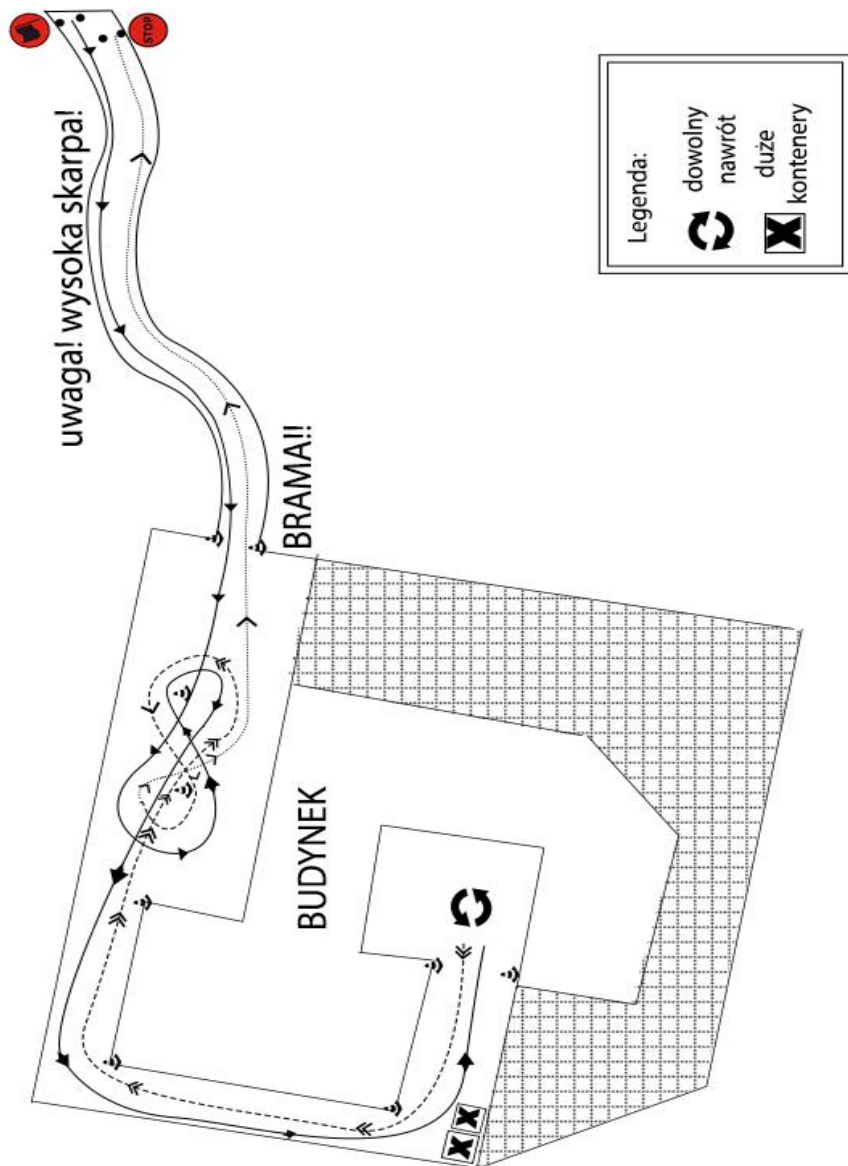 STOP
uwaga! wysoka skarpa!
BRAMA!!
BUDYNEK
Legenda:
dowolny
nawrót
duże
kontenery